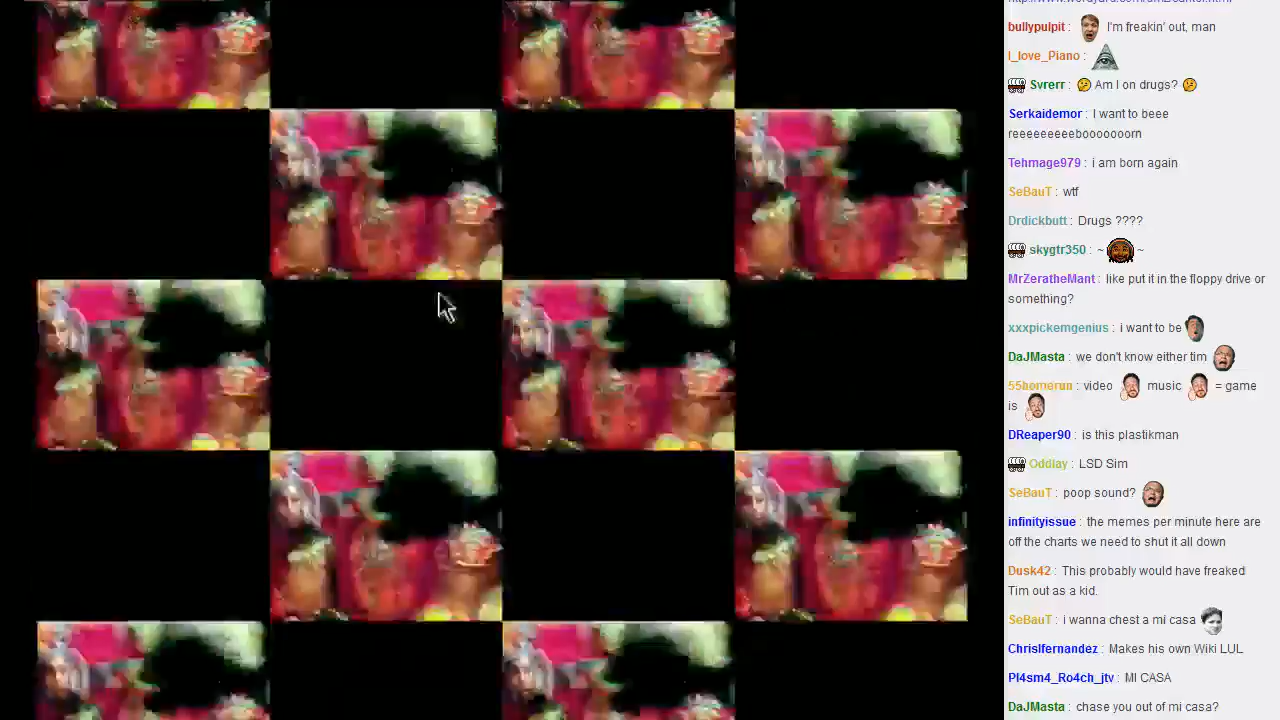 bullypulpit : I'm freakin' out, man
I_love_Piano :
Svrerr : Am I on drugs?
Serkaidemor : I want to beee
reeeeeeeeboooooorn
Tehmage979 : i am born again
SeBauT : wtf
Drdickbutt : Drugs ????
skygtr350 : ~ ~
MrZeratheMant : like put it in the floppy drive or
something?
xxxpickemgenius : i want to be
DaJMasta : we don't know either tim
55homerun : video music = game
is
DReaper90 : is this plastikman
Oddlay : LSD Sim
SeBauT : poop sound?
infinityissue : the memes per minute here are
off the charts we need to shut it all down
Dusk42 : This probably would have freaked
Tim out as a kid.
SeBauT : i wanna chest a mi casa
Chrislfernandez : Makes his own Wiki LUL
Pl4sm4_Ro4ch_jtv : MI CASA
DaJMasta : chase you out of mi casa?